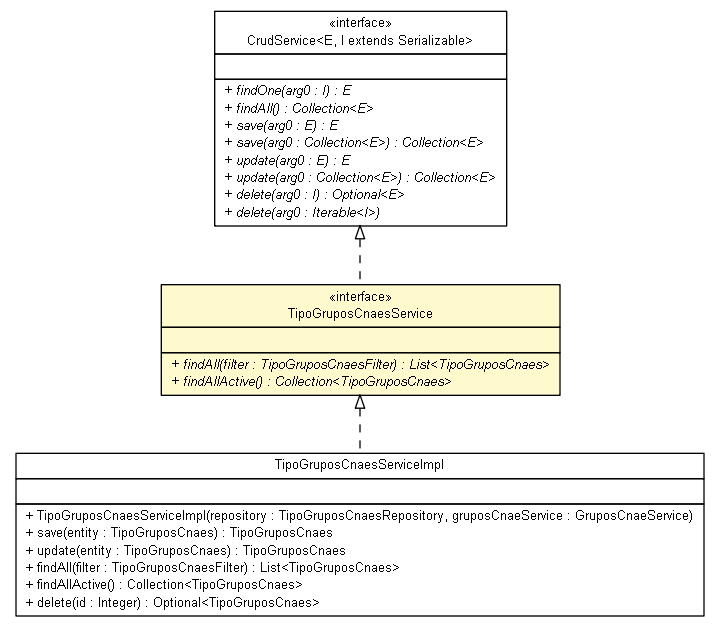 «interface»
CrudService<E, I extends Serializable>
+ findOne(arg0 : I) : E
+ findAll() : Collection<E>
+ save(arg0 : E) : E
+ save(arg0 : Collection<E>) : Collection<E>
+ update(arg0 : E) : E
+ update(arg0 : Collection<E>) : Collection<E>
+ delete(arg0 : I) : Optional<E>
+ delete(arg0 : Iterable<I>)
«interface»
TipoGruposCnaesService
+ findAll(filter : TipoGruposCnaesFilter) : List<TipoGruposCnaes>
+ findAllActive() : Collection<TipoGruposCnaes>
TipoGruposCnaesServiceImpl
+ TipoGruposCnaesServiceImpl(repository : TipoGruposCnaesRepository, gruposCnaeService : GruposCnaeService)
+ save(entity : TipoGruposCnaes) : TipoGruposCnaes
+ update(entity : TipoGruposCnaes) : TipoGruposCnaes
+ findAll(filter : TipoGruposCnaesFilter) : List<TipoGruposCnaes>
+ findAllActive() : Collection<TipoGruposCnaes>
+ delete(id : Integer) : Optional<TipoGruposCnaes>